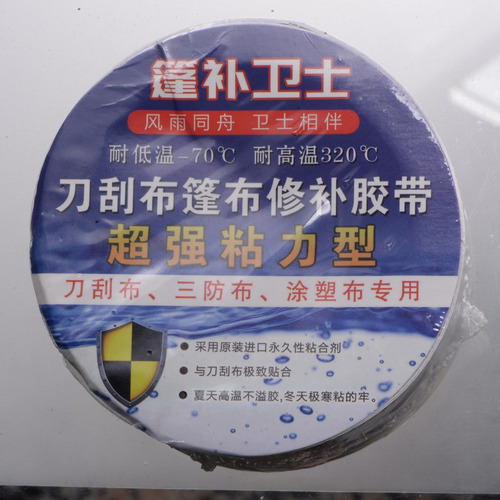 篷补卫士
风雨同舟 卫士相伴
耐低温-70℃ 耐高温320℃
刀刮布篷布修补胶带
超强粘力型
刀刮布、三防布、涂塑布专用
采用原装进口永久性粘合剂
与刀刮布极致贴合
夏天高温不溢胶,冬天极寒粘的牢。